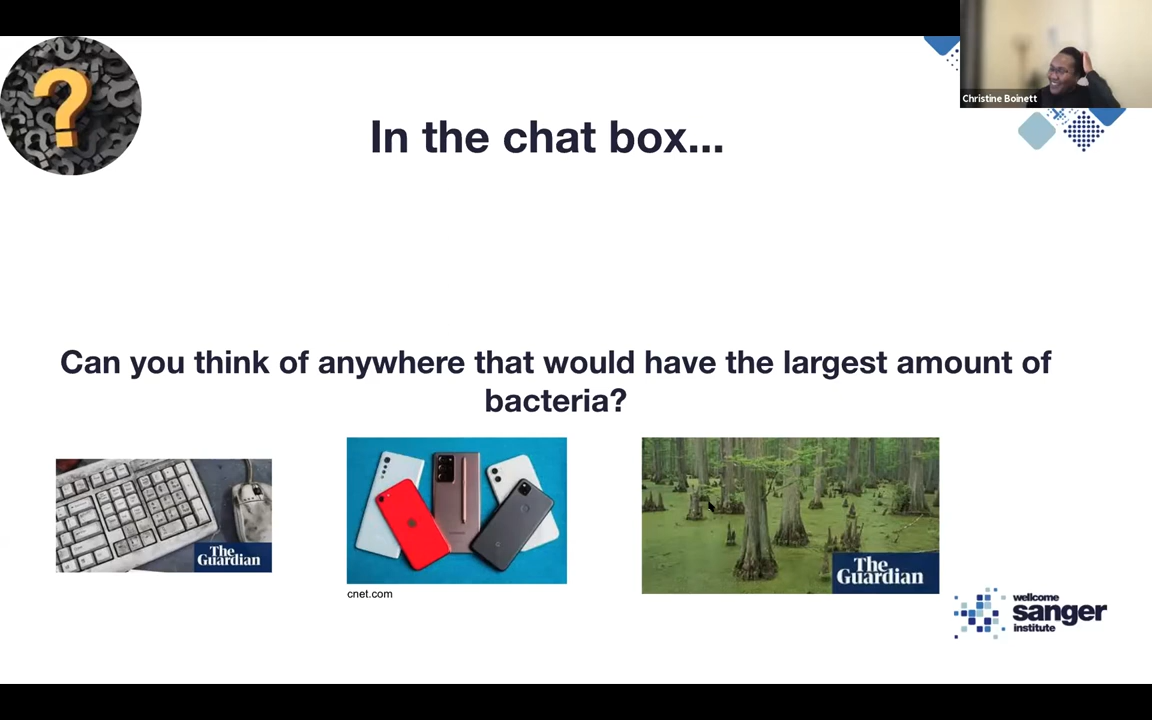 Christine Boinett
In the chat box...
Can you think of anywhere that would have the largest amount of
bacteria?
The
Guardian
cnet.com
The
Guardian
wellcome
sanger
institute